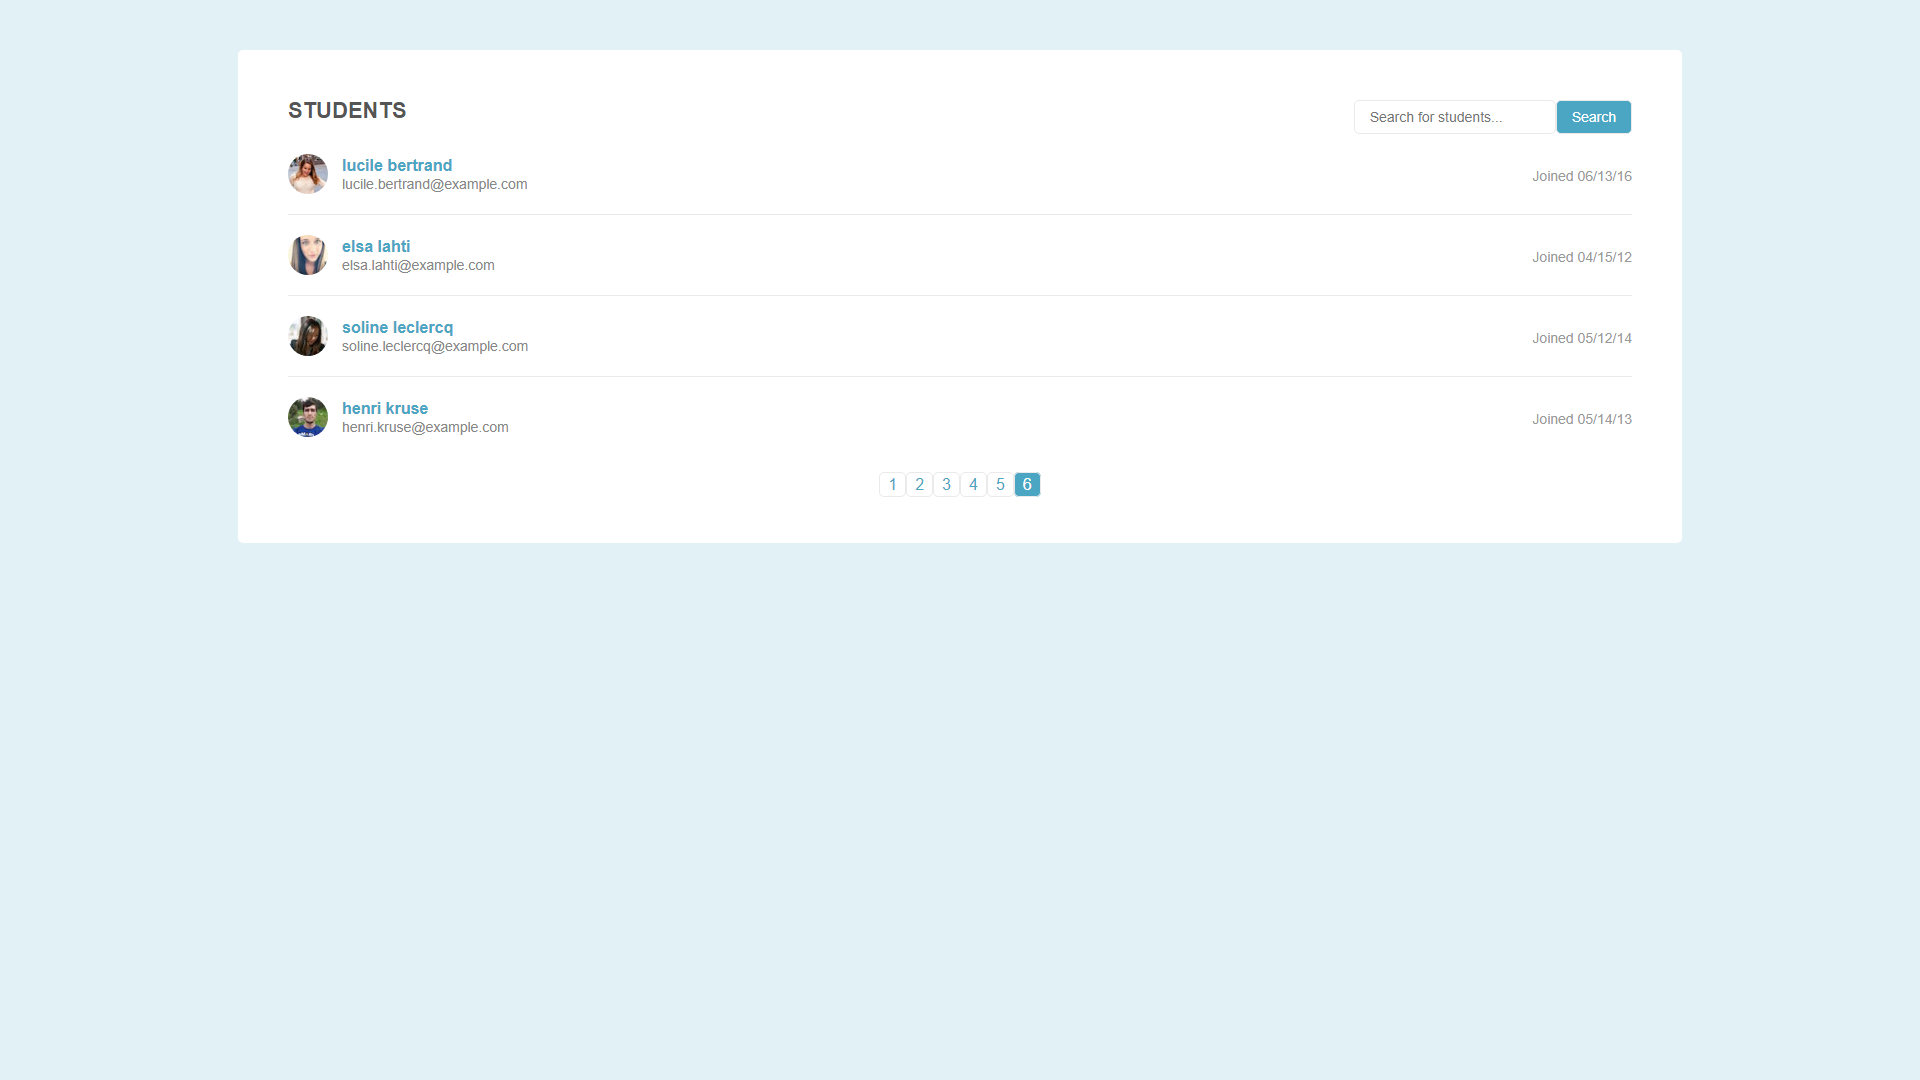 STUDENTS
Search for students...
Search
lucile bertrand
lucile.bertrand@example.com
Joined 06/13/16
elsa lahti
elsa.lahti@example.com
Joined 04/15/12
soline leclercq
soline.leclercq@example.com
Joined 05/12/14
henri kruse
henri.kruse@example.com
Joined 05/14/13
1 2 3 4 5 6